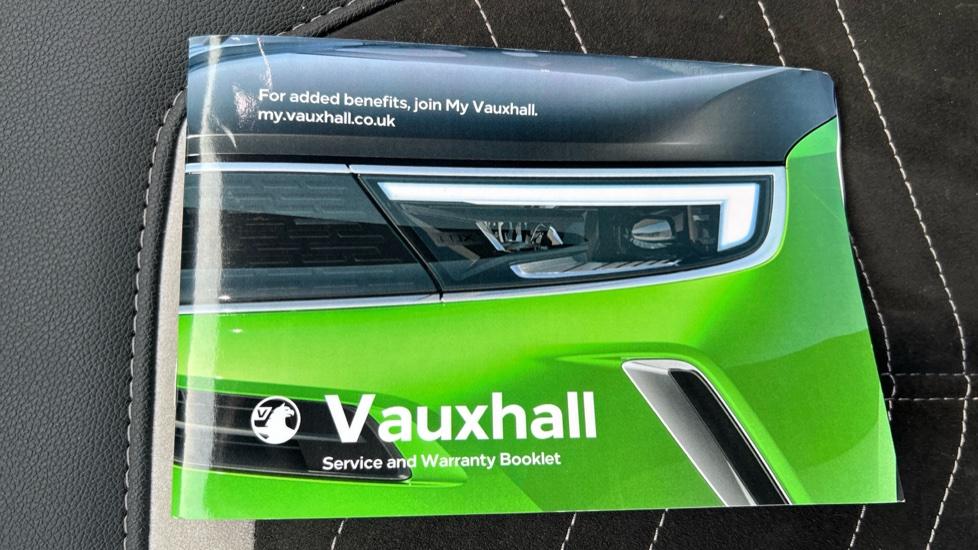 For added benefits, join My Vauxhall.
my.vauxhall.co.uk
Vauxhall
Service and Warranty Booklet